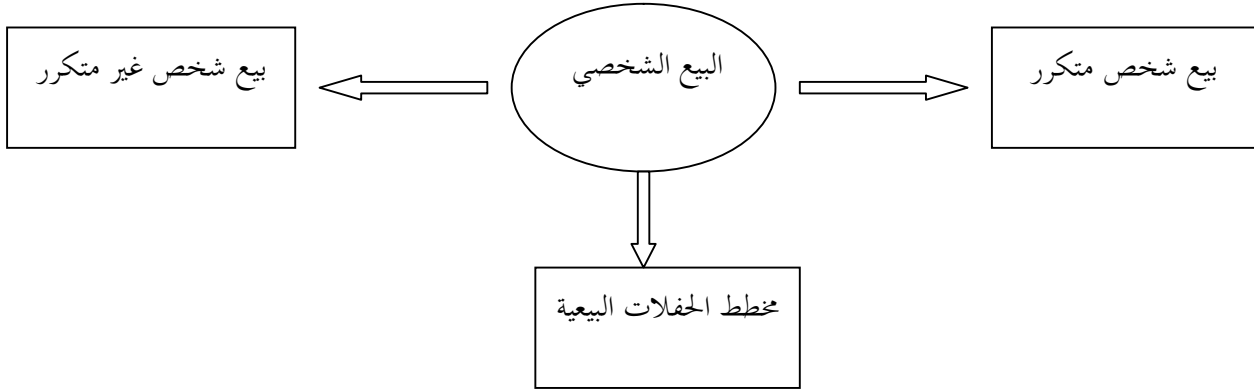 البيع الشخصي
بيع شخص متكرر
بيع شخص غير متكرر
مخطط الحفلات البيعية